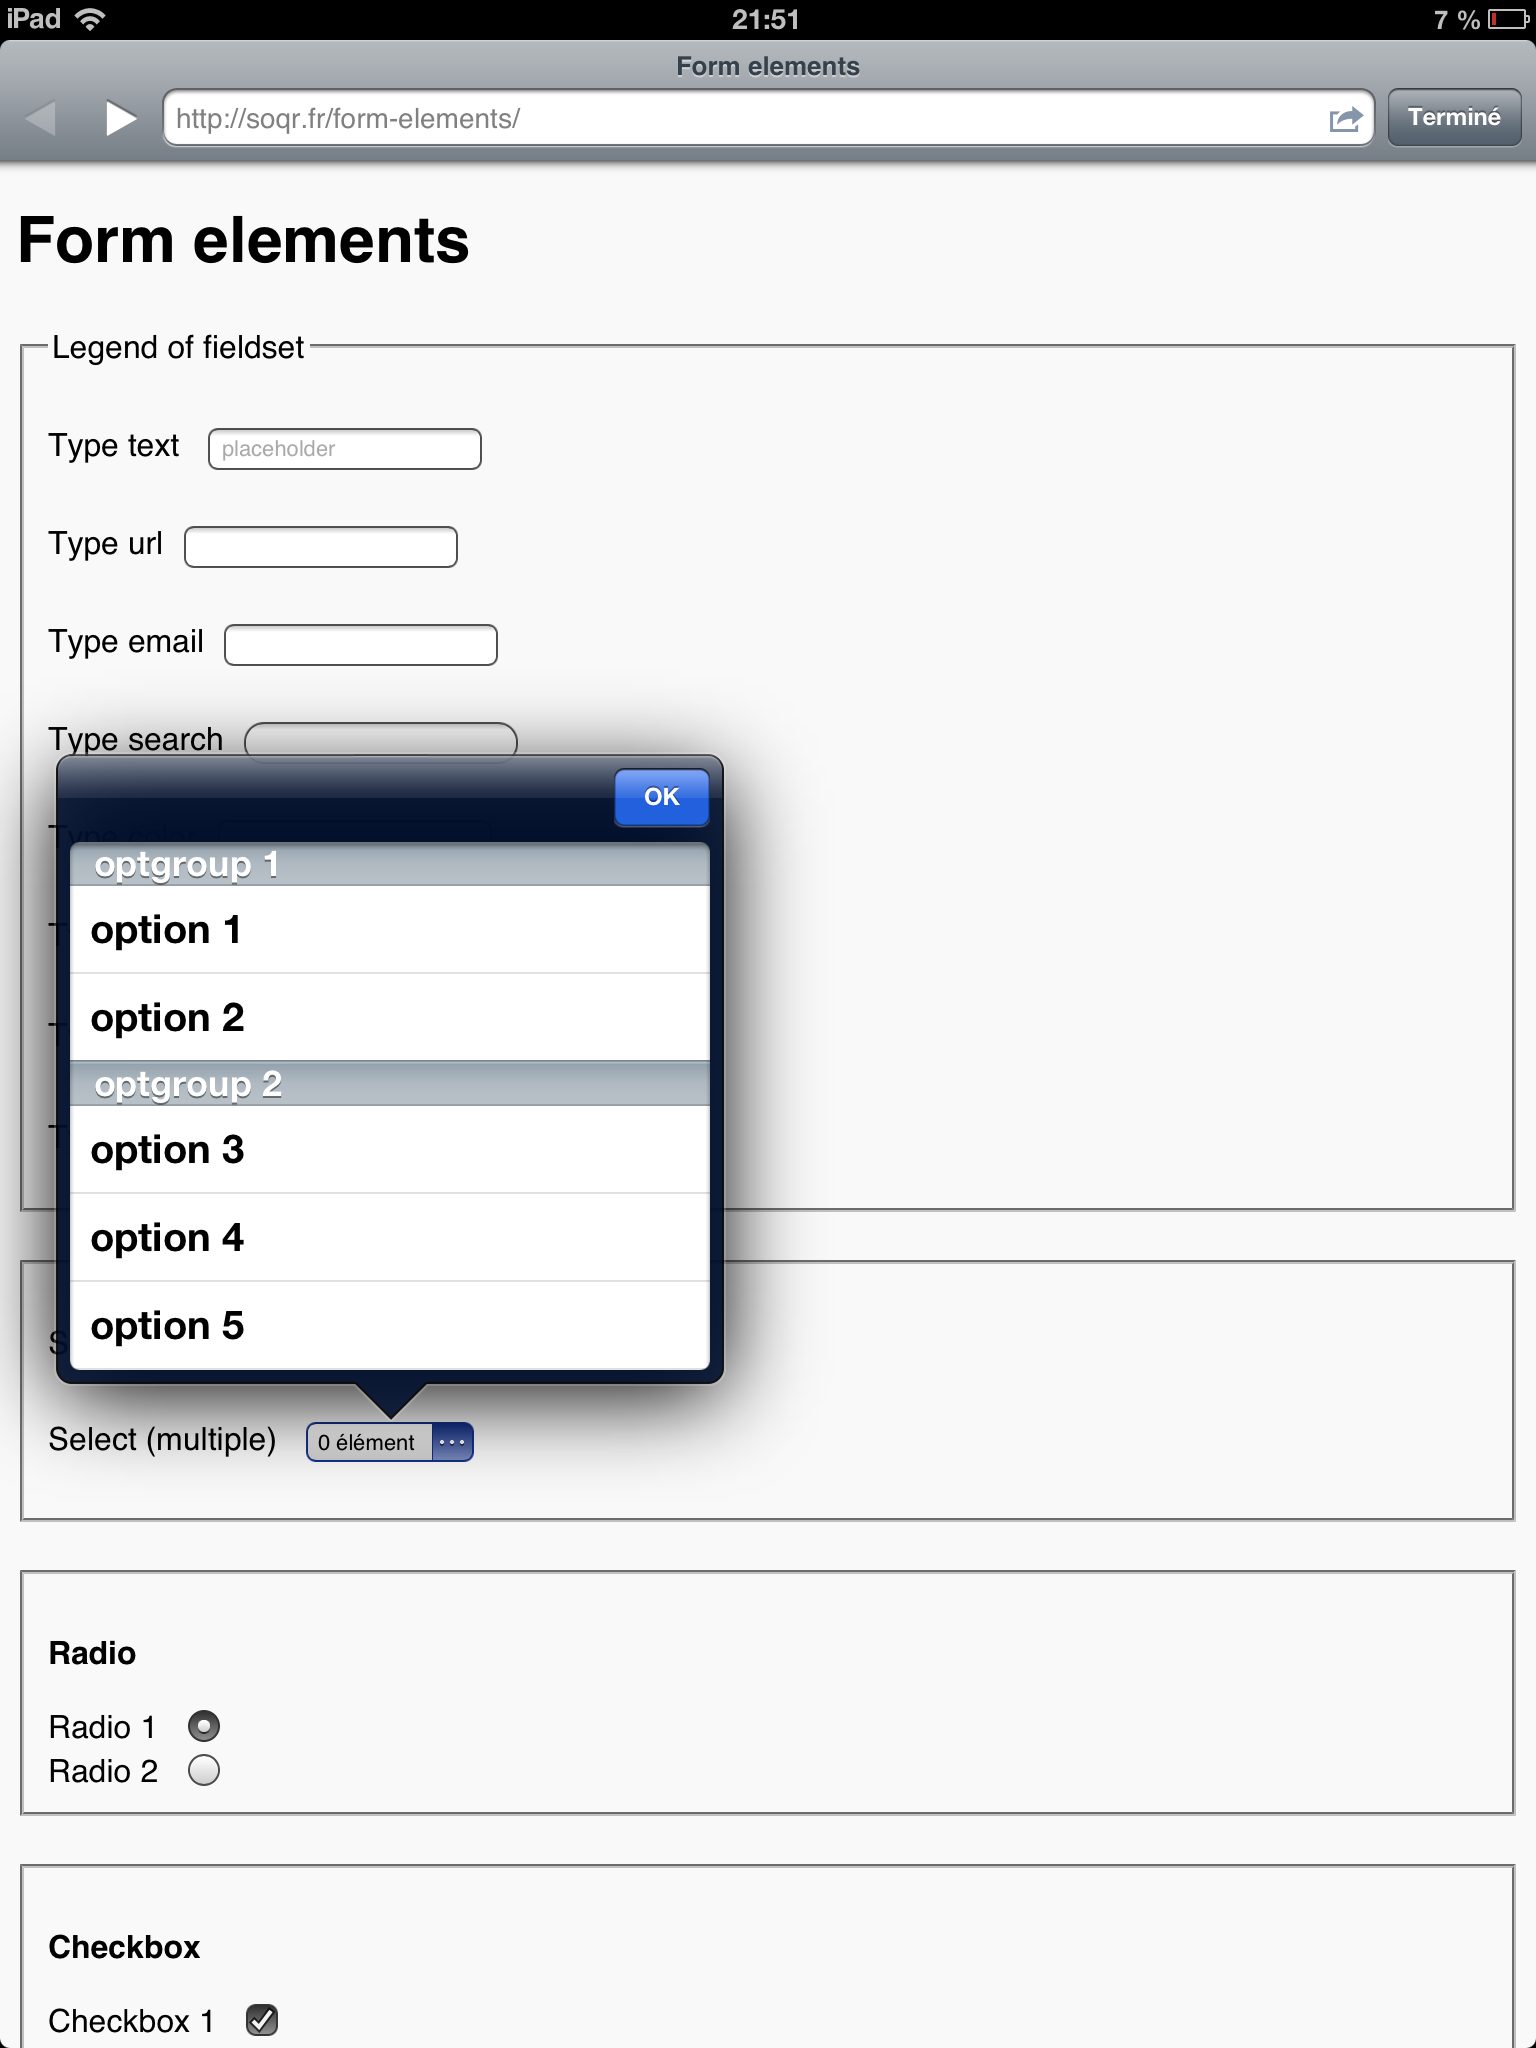 iPad 21:51 7 %
Form elements
http://soqr.fr/form-elements/ Terminé
Form elements
Legend of fieldset
Type text placeholder
Type url
Type email
Type search
OK
Type color
optgroup 1
option 1
option 2
optgroup 2
option 3
option 4
option 5
Select (multiple) 0 élément ...
Radio
Radio 1
Radio 2
Checkbox
Checkbox 1